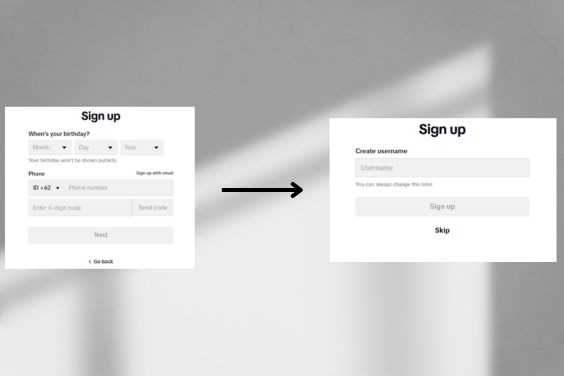 Sign up
When's your birthday?
Month Day Year
Your birthday won't be shown publicly.
Phone Sign up with email
ID +62 Phone number
Enter 6-digit code Send code
Next
< Go back
Sign up
Create username
Username
You can always change this later.
Sign up
Skip